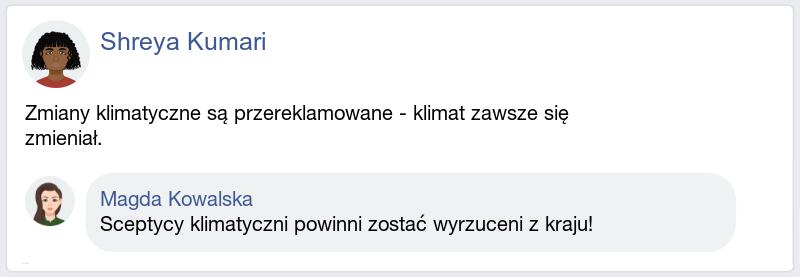 Shreya Kumari
Zmiany klimatyczne są przereklamowane - klimat zawsze się
zmieniał.
Magda Kowalska
Sceptycy klimatyczni powinni zostać wyrzuceni z kraju!